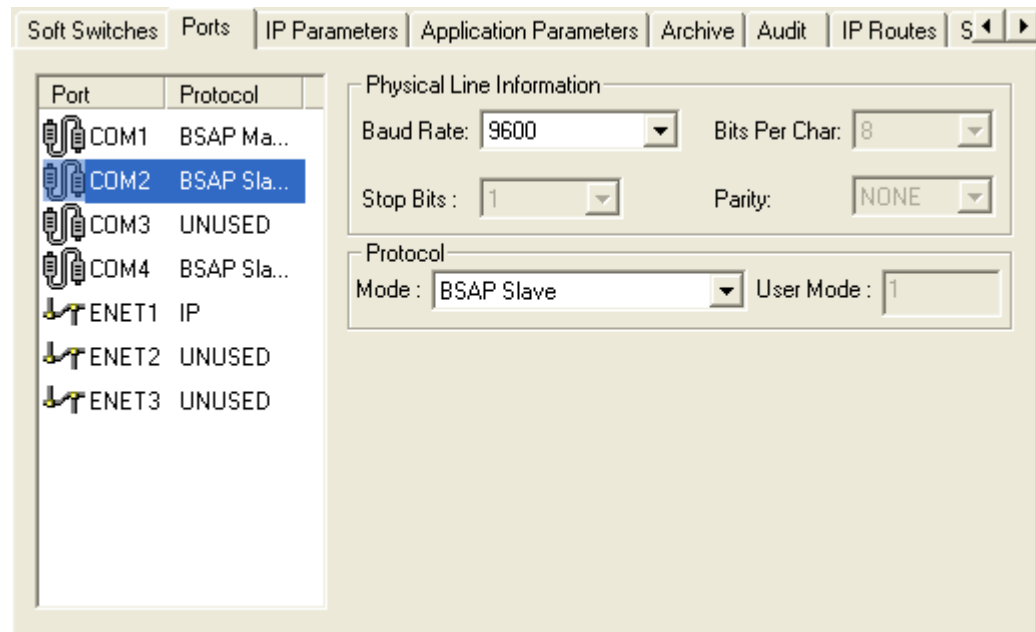 Soft Switches Ports IP Parameters Application Parameters Archive Audit IP Routes S
Port Protocol
COM1 BSAP Ma...
COM2 BSAP Sla...
COM3 UNUSED
COM4 BSAP Sla...
ENET1 IP
ENET2 UNUSED
ENET3 UNUSED
Physical Line Information
Baud Rate: 9600 Bits Per Char: 8
Stop Bits : 1 Parity: NONE
Protocol
Mode : BSAP Slave User Mode : 1